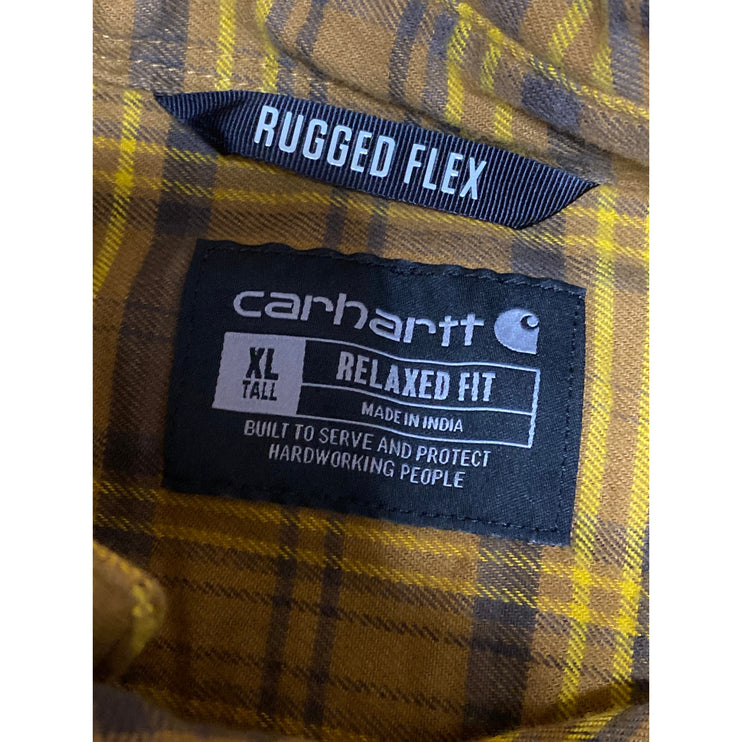 RUGGED FLEX
carhartt
XL
TALL
RELAXED FIT
MADE IN INDIA
BUILT TO SERVE AND PROTECT
HARDWORKING PEOPLE